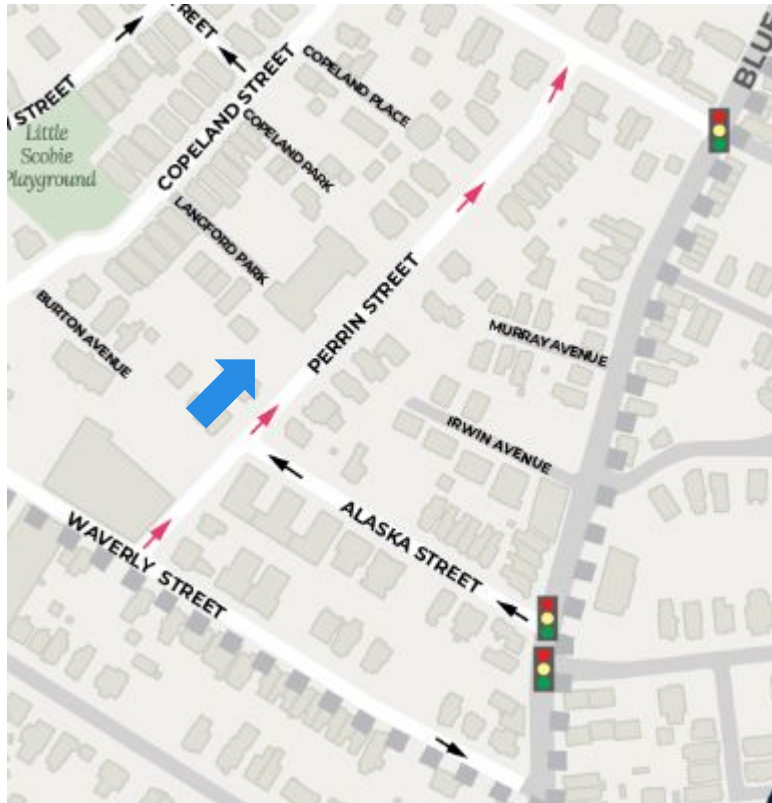 STREET
COPELAND STREET
COPELAND PLACE
BLUE
STREET
Little
Scobie
Playground
COPELAND PARK
LANGFORD PARK
BURTON AVENUE
PERRIN STREET
MURRAY AVENUE
IRWIN AVENUE
ALASKA STREET
WAVERLY STREET